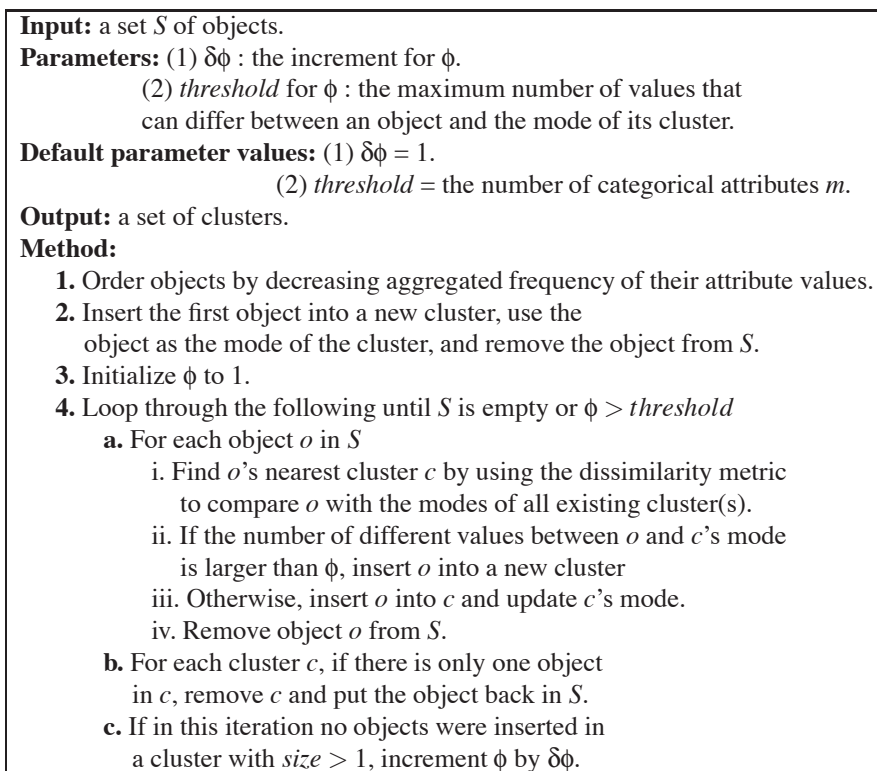 Input: a set S of objects.
Parameters: (1) δϕ : the increment for ϕ.
(2) threshold for ϕ : the maximum number of values that
can differ between an object and the mode of its cluster.
Default parameter values: (1) δϕ = 1.
(2) threshold = the number of categorical attributes m.
Output: a set of clusters.
Method:
1. Order objects by decreasing aggregated frequency of their attribute values.
2. Insert the first object into a new cluster, use the
object as the mode of the cluster, and remove the object from S.
3. Initialize ϕ to 1.
4. Loop through the following until S is empty or ϕ > threshold
a. For each object o in S
i. Find o's nearest cluster c by using the dissimilarity metric
to compare o with the modes of all existing cluster(s).
ii. If the number of different values between o and c's mode
is larger than ϕ, insert o into a new cluster
iii. Otherwise, insert o into c and update c's mode.
iv. Remove object o from S.
b. For each cluster c, if there is only one object
in c, remove c and put the object back in S.
c. If in this iteration no objects were inserted in
a cluster with size > 1, increment ϕ by δϕ.